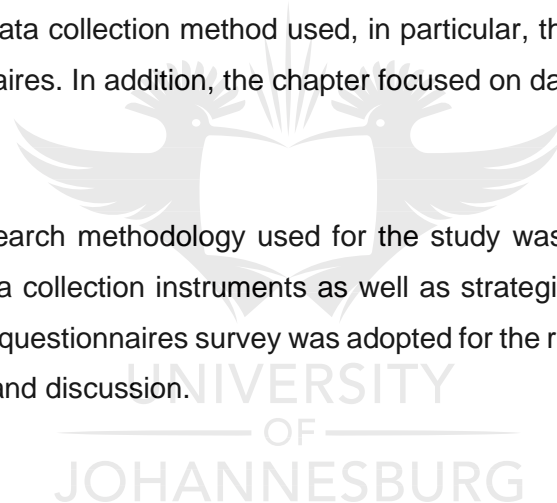 ata collection method used, in particular, th
aires. In addition, the chapter focused on da
earch methodology used for the study was
a collection instruments as well as strategi
questionnaires survey was adopted for the r
and discussion.
UNIVERSITY
OF
JOHANNESBURG